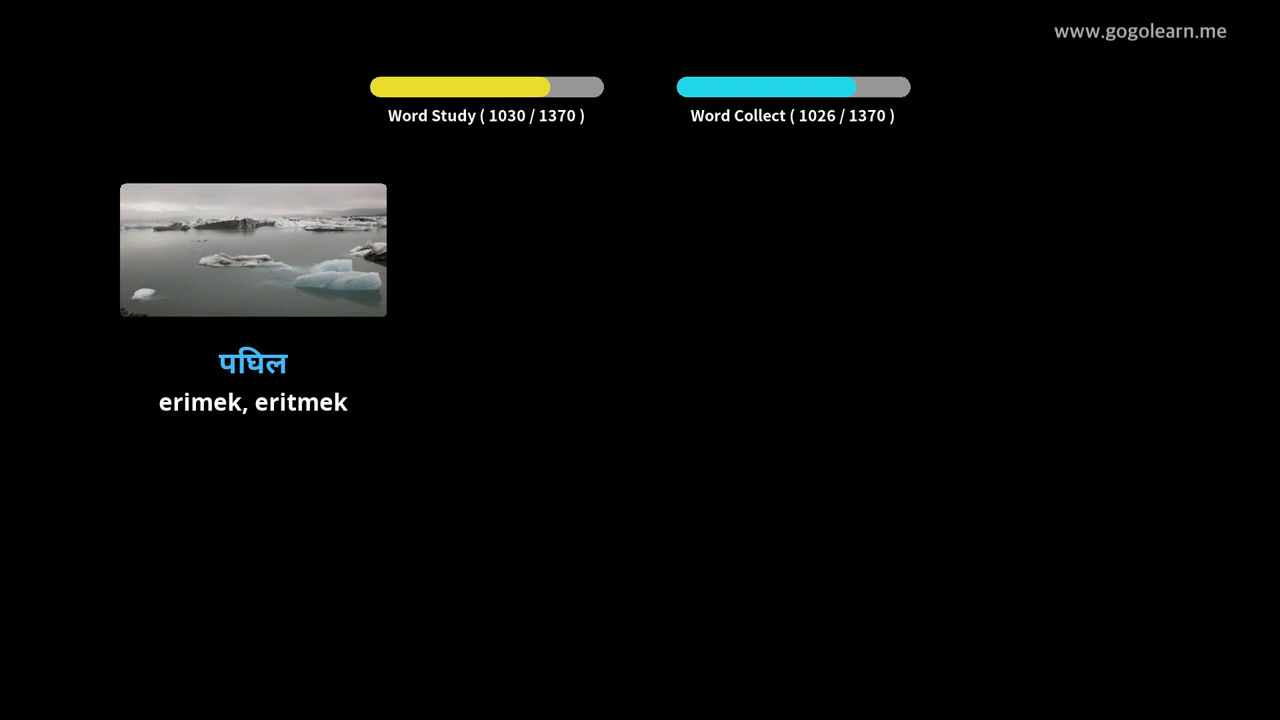 www.gogolearn.me
Word Study ( 1030 / 1370 )
Word Collect ( 1026 / 1370 )
पघिल
erimek, eritmek